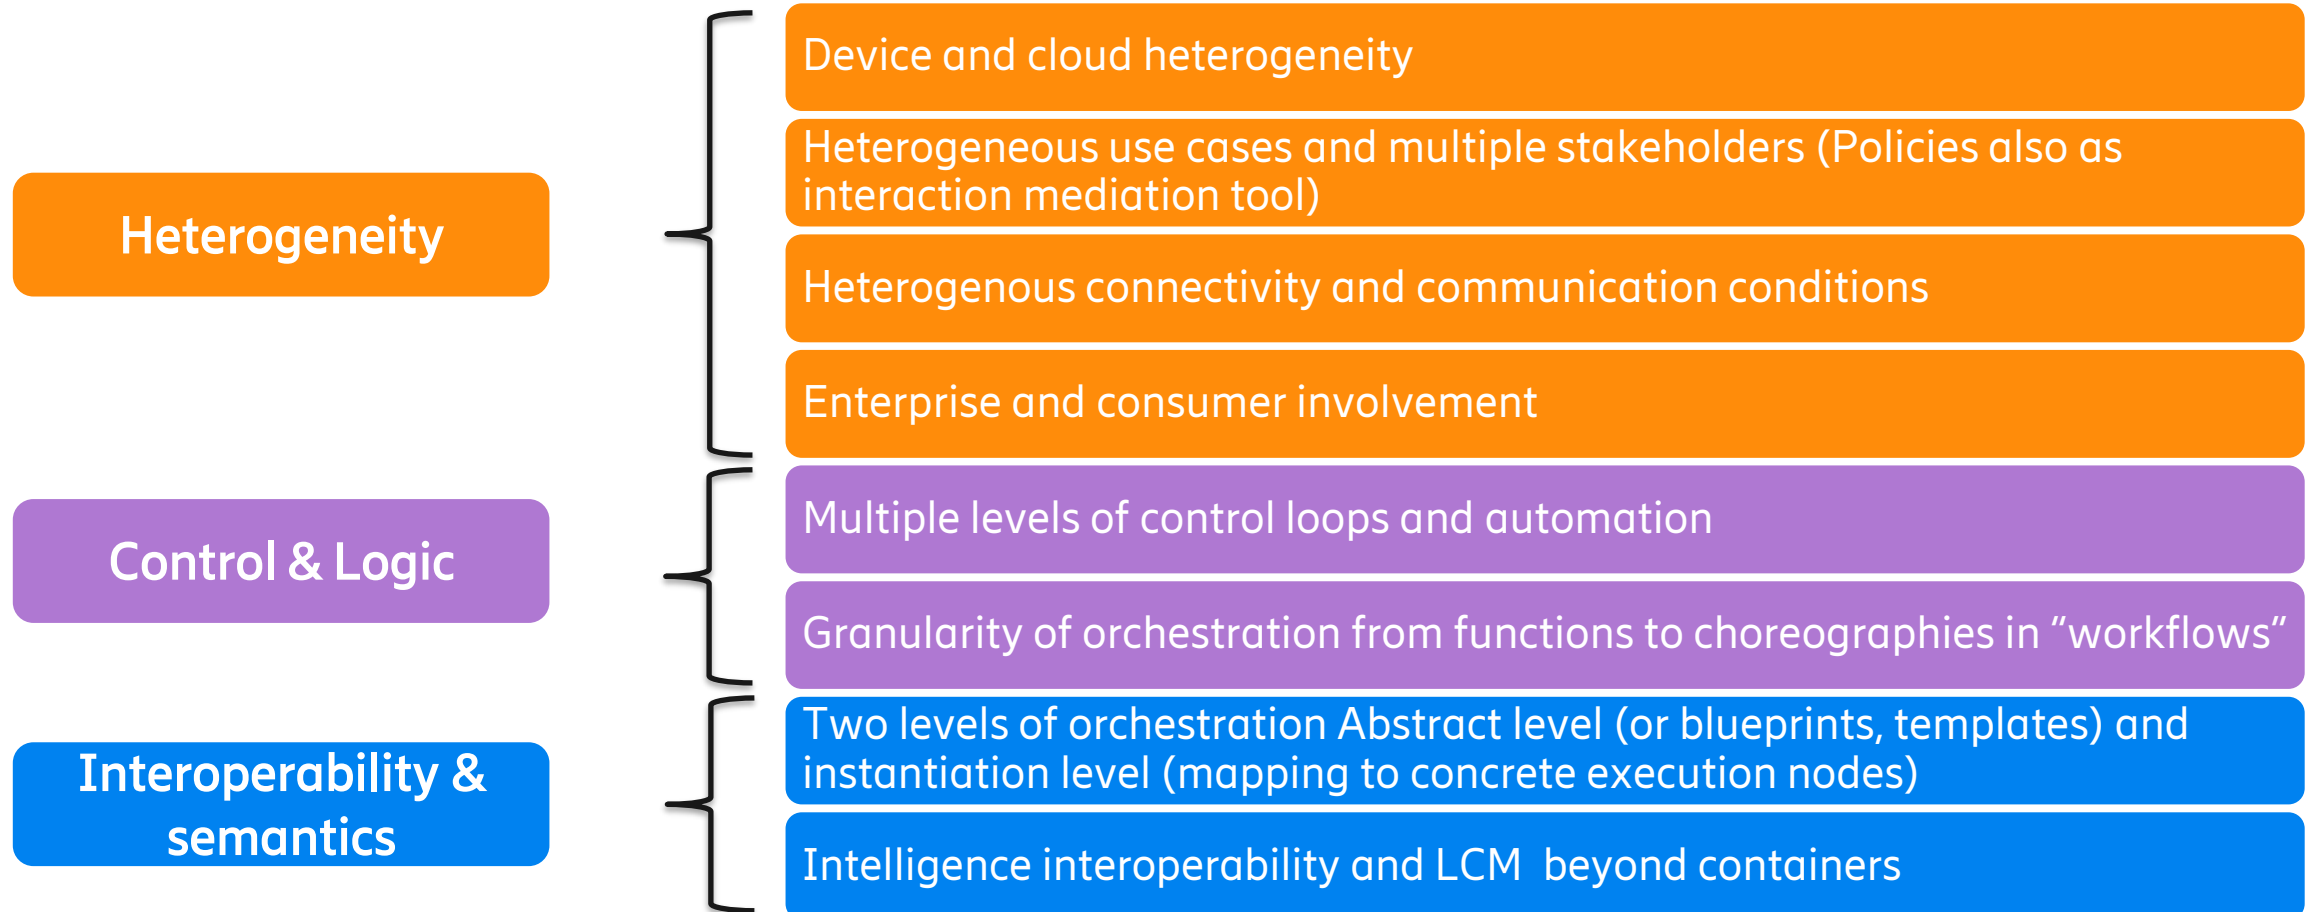 Heterogeneity
Device and cloud heterogeneity
Heterogeneous use cases and multiple stakeholders (Policies also as
interaction mediation tool)
Heterogenous connectivity and communication conditions
Enterprise and consumer involvement
Control & Logic
Multiple levels of control loops and automation
Granularity of orchestration from functions to choreographies in “workflows”
Interoperability &
semantics
Two levels of orchestration Abstract level (or blueprints, templates) and
instantiation level (mapping to concrete execution nodes)
Intelligence interoperability and LCM  beyond containers